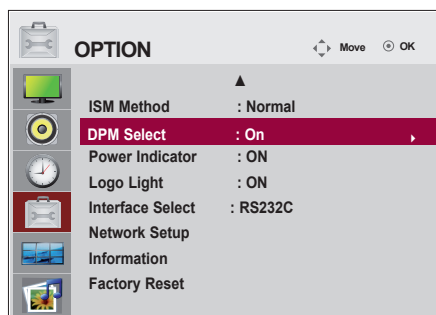 OPTION Move OK
ISM Method : Normal
DPM Select : On
Power Indicator : ON
Logo Light : ON
Interface Select : RS232C
Network Setup
Information
Factory Reset